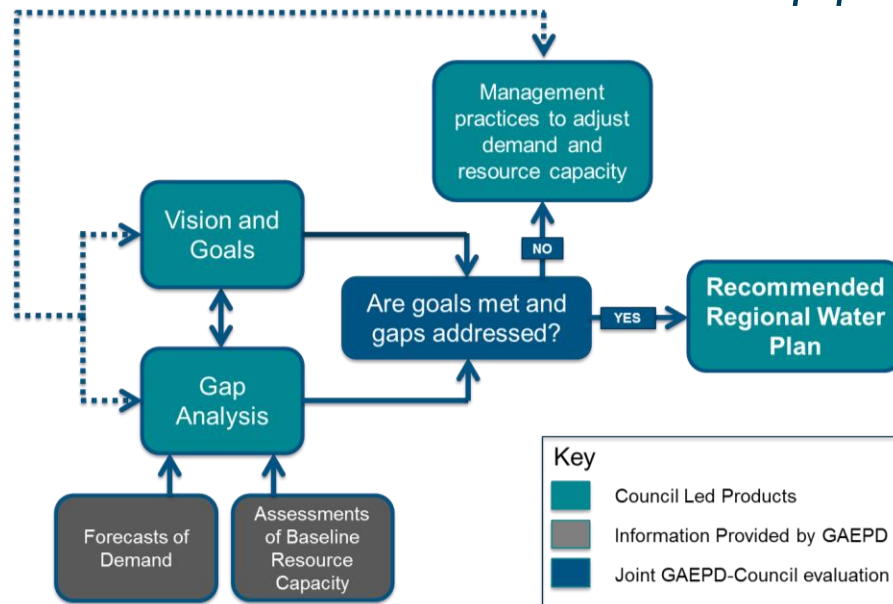 Management
practices to adjust
demand and
resource capacity
Vision and
Goals
NO
Are goals met and
gaps addressed?
YES
Recommended
Regional Water
Plan
Gap
Analysis
Forecasts of
Demand
Assessments
of Baseline
Resource
Capacity
Key
Council Led Products
Information Provided by GAEPD
Joint GAEPD-Council evaluation